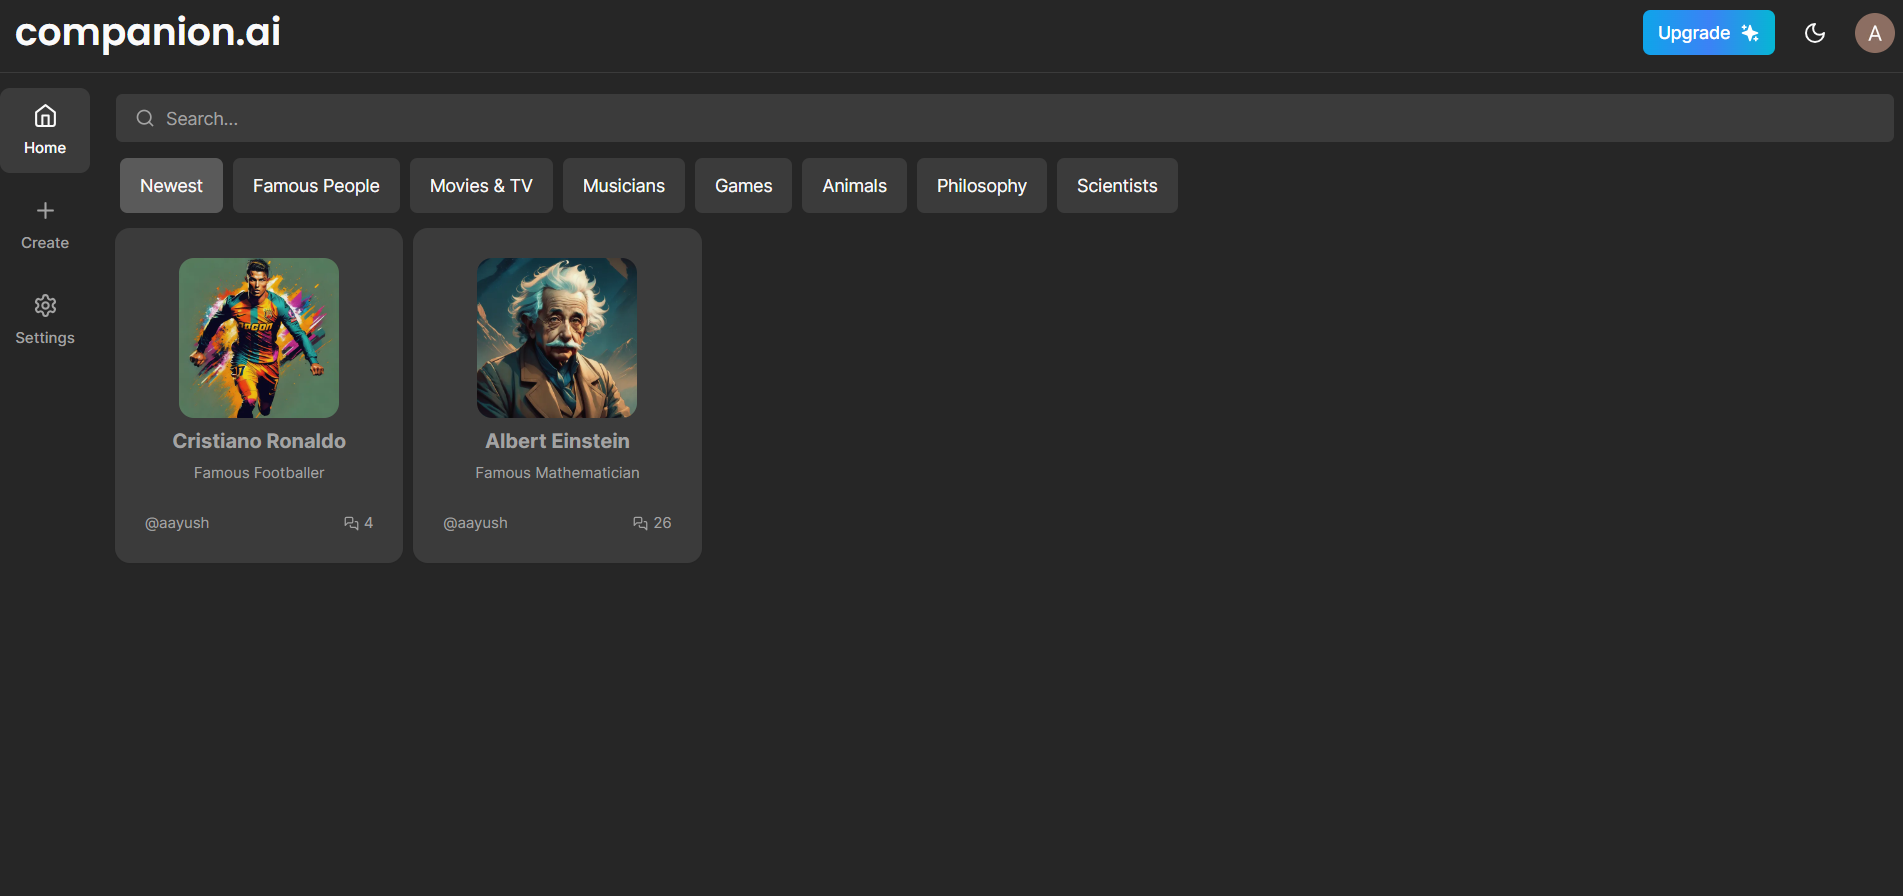 companion.ai
Upgrade
A
Home
Create
Settings
Search...
Newest
Famous People
Movies & TV
Musicians
Games
Animals
Philosophy
Scientists
Cristiano Ronaldo
Famous Footballer
@aayush
4
Albert Einstein
Famous Mathematician
@aayush
26